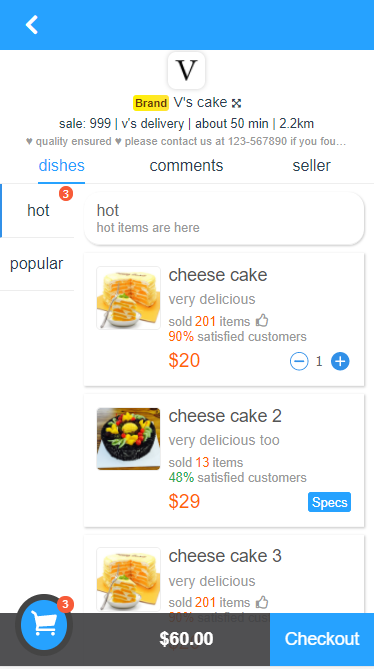 V
Brand V's cake
sale: 999 | v's delivery | about 50 min | 2.2km
♥ quality ensured ♥ please contact us at 123-567890 if you fou...
dishes comments seller
hot 3
popular
hot
hot items are here
cheese cake
very delicious
sold 201 items
90% satisfied customers
$20 1
cheese cake 2
very delicious too
sold 13 items
48% satisfied customers
$29 Specs
cheese cake 3
very delicious
sold 201 items
90% satisfied customers
3
$60.00 Checkout